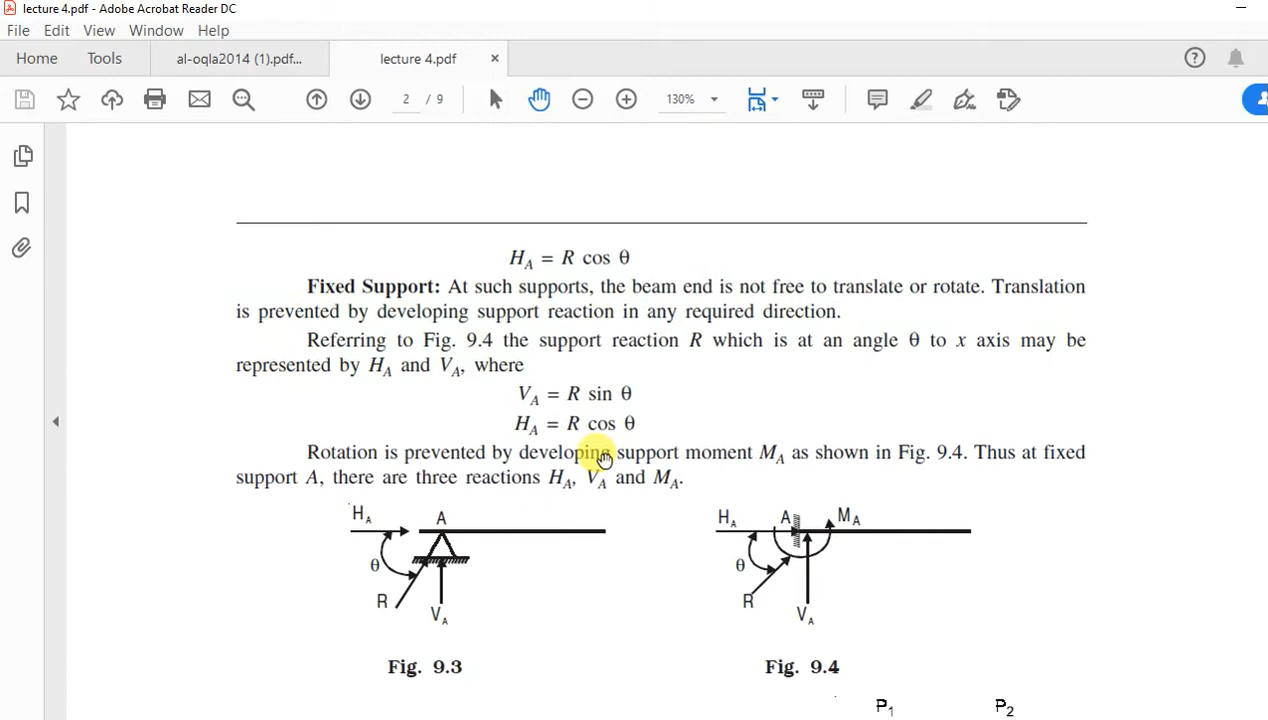 lecture 4.pdf - Adobe Acrobat Reader DC
File Edit View Window Help
Home Tools al-oqla2014 (1).pdf... lecture 4.pdf ×
2 / 9 130%
H_A = R cos θ
Fixed Support: At such supports, the beam end is not free to translate or rotate. Translation
is prevented by developing support reaction in any required direction.
Referring to Fig. 9.4 the support reaction R which is at an angle θ to x axis may be
represented by H_A and V_A, where
V_A = R sin θ
H_A = R cos θ
Rotation is prevented by developing support moment M_A as shown in Fig. 9.4. Thus at fixed
support A, there are three reactions H_A, V_A and M_A.
H_A A
θ
R
V_A
Fig. 9.3
H_A A M_A
θ
R
V_A
Fig. 9.4
P_1 P_2